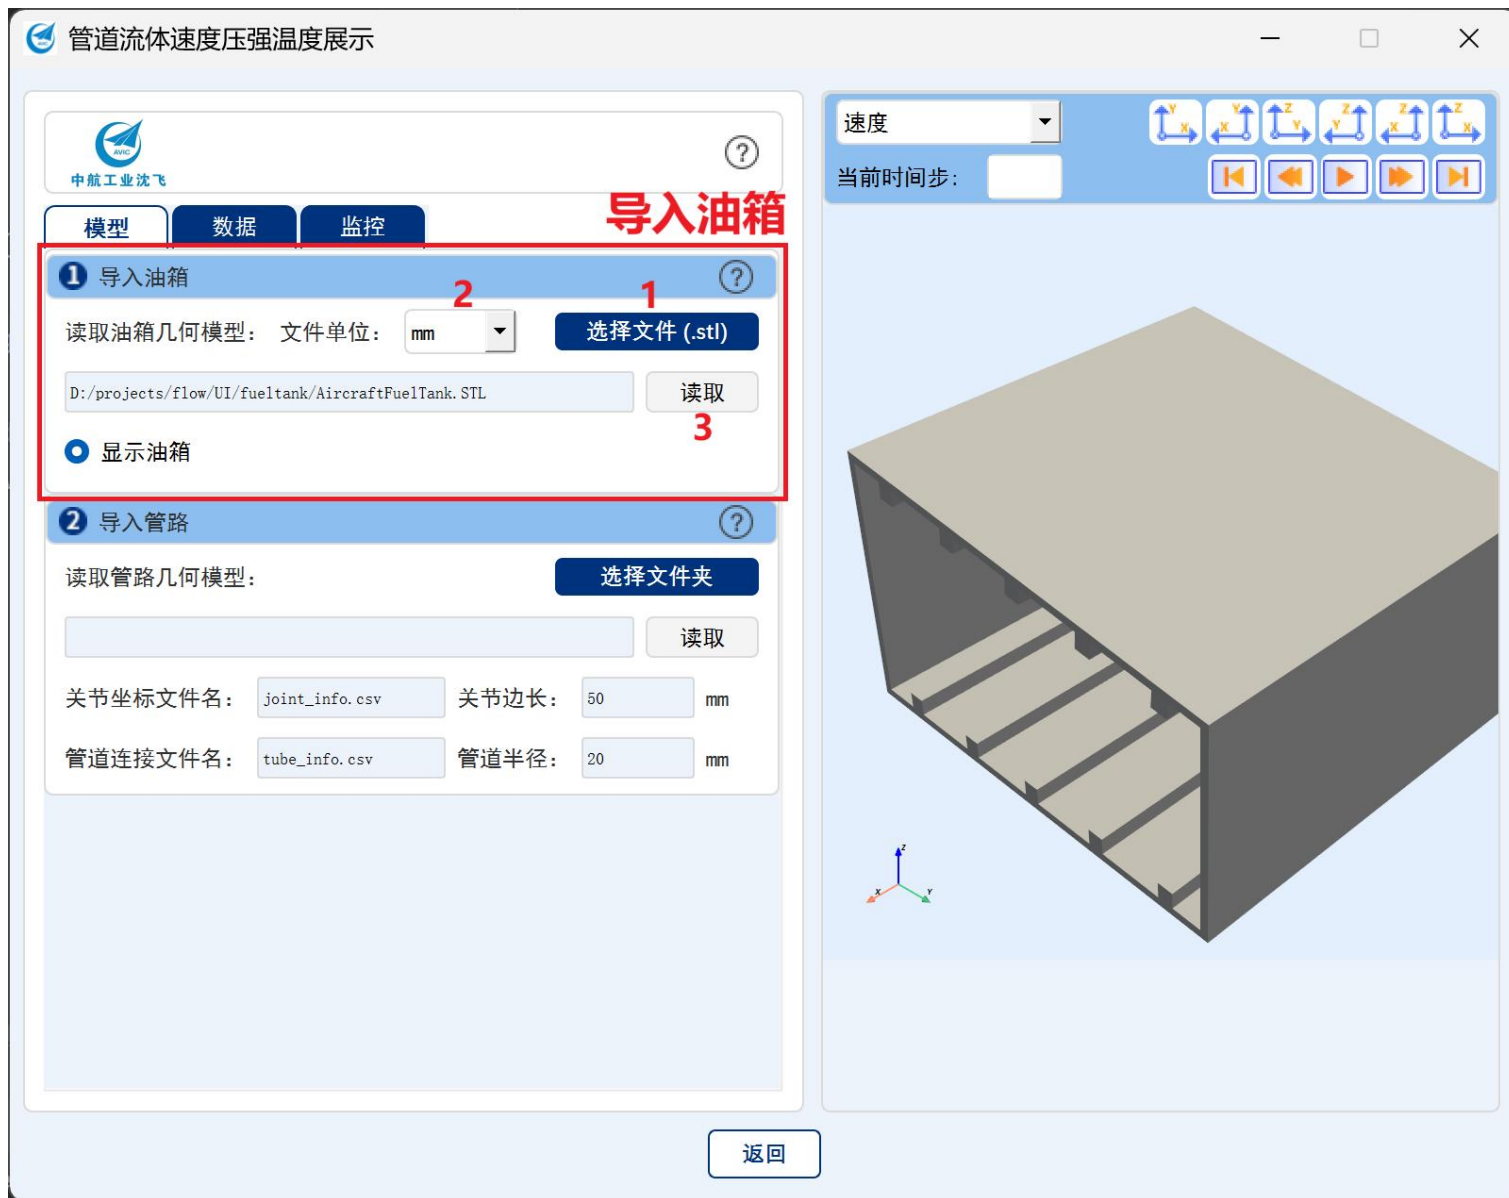 管道流体速度压强温度展示
AVIC
中航工业沈飞
?
导入油箱
模型 数据 监控
1 导入油箱 ?
2 1
读取油箱几何模型： 文件单位： mm 选择文件 (.stl)
D:/projects/flow/UI/fueltank/AircraftFuelTank.STL 读取
3
显示油箱
2 导入管路 ?
读取管路几何模型： 选择文件夹
读取
关节坐标文件名： joint_info.csv 关节边长： 50 mm
管道连接文件名： tube_info.csv 管道半径： 20 mm
速度
Y X Y X Z Y Z Y Z X Z X
当前时间步：
Z
X Y
返回